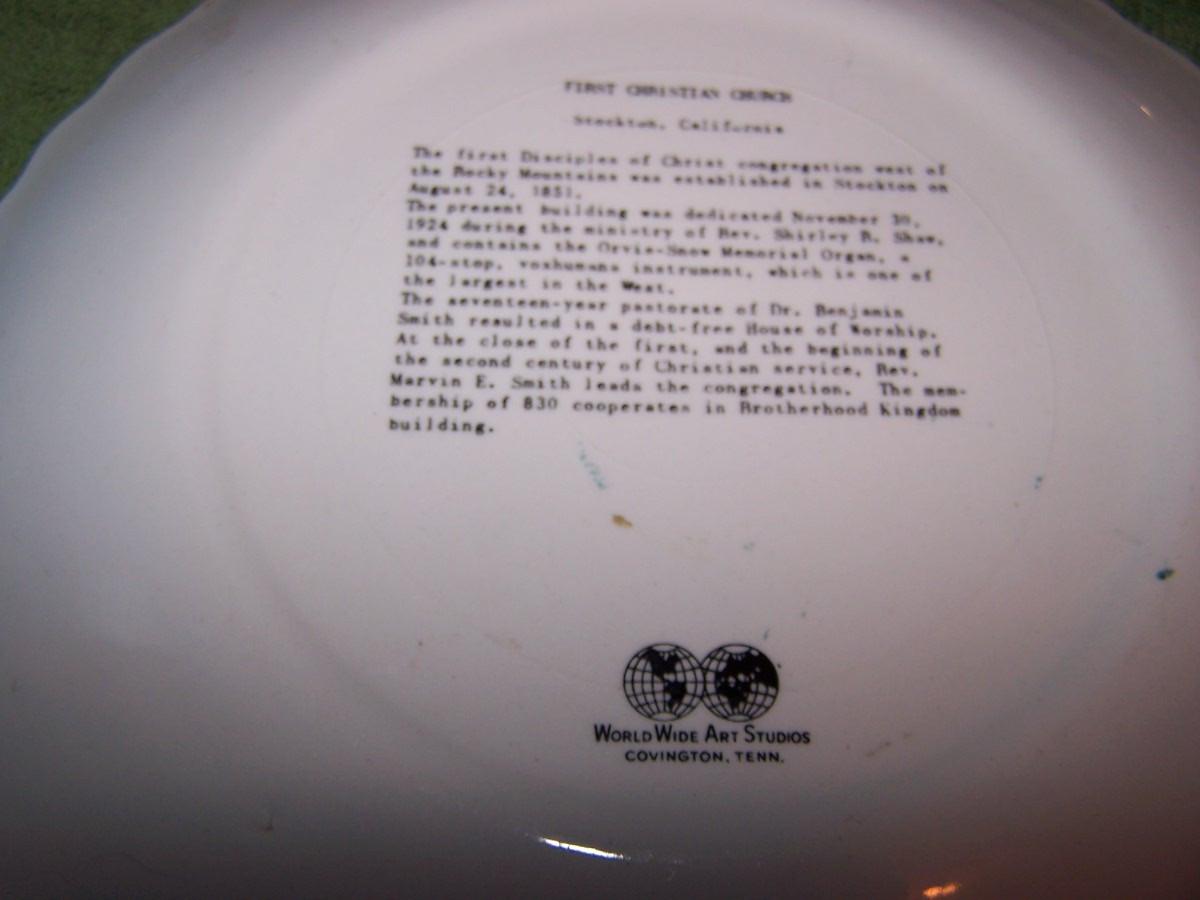 FIRST CHRISTIAN CHURCH
Stockton, California
The first Disciples of Christ congregation west of
the Rocky Mountains was established in Stockton on
August 24, 1851.
The present building was dedicated November 30,
1924 during the ministry of Rev. Shirley R. Shaw,
and contains the Orvis-Snow Memorial Organ, a
104-stop, voxhumana instrument, which is one of
the largest in the West.
The seventeen-year pastorate of Dr. Benjamin
Smith resulted in a debt-free House of Worship.
At the close of the first, and the beginning of
the second century of Christian service, Rev.
Marvin E. Smith leads the congregation. The mem-
bership of 830 cooperates in Brotherhood Kingdom
building.
WORLD WIDE ART STUDIOS
COVINGTON, TENN.